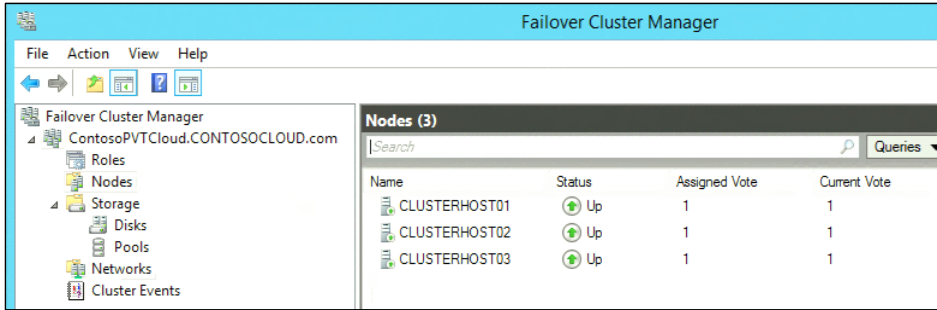 Failover Cluster Manager
File Action View Help
Failover Cluster Manager
ContosoPVTCloud.CONTOSOCLOUD.com
Roles
Nodes
Storage
Disks
Pools
Networks
Cluster Events
Nodes (3)
Search
Queries
Name Status Assigned Vote Current Vote
CLUSTERHOST01 Up 1 1
CLUSTERHOST02 Up 1 1
CLUSTERHOST03 Up 1 1